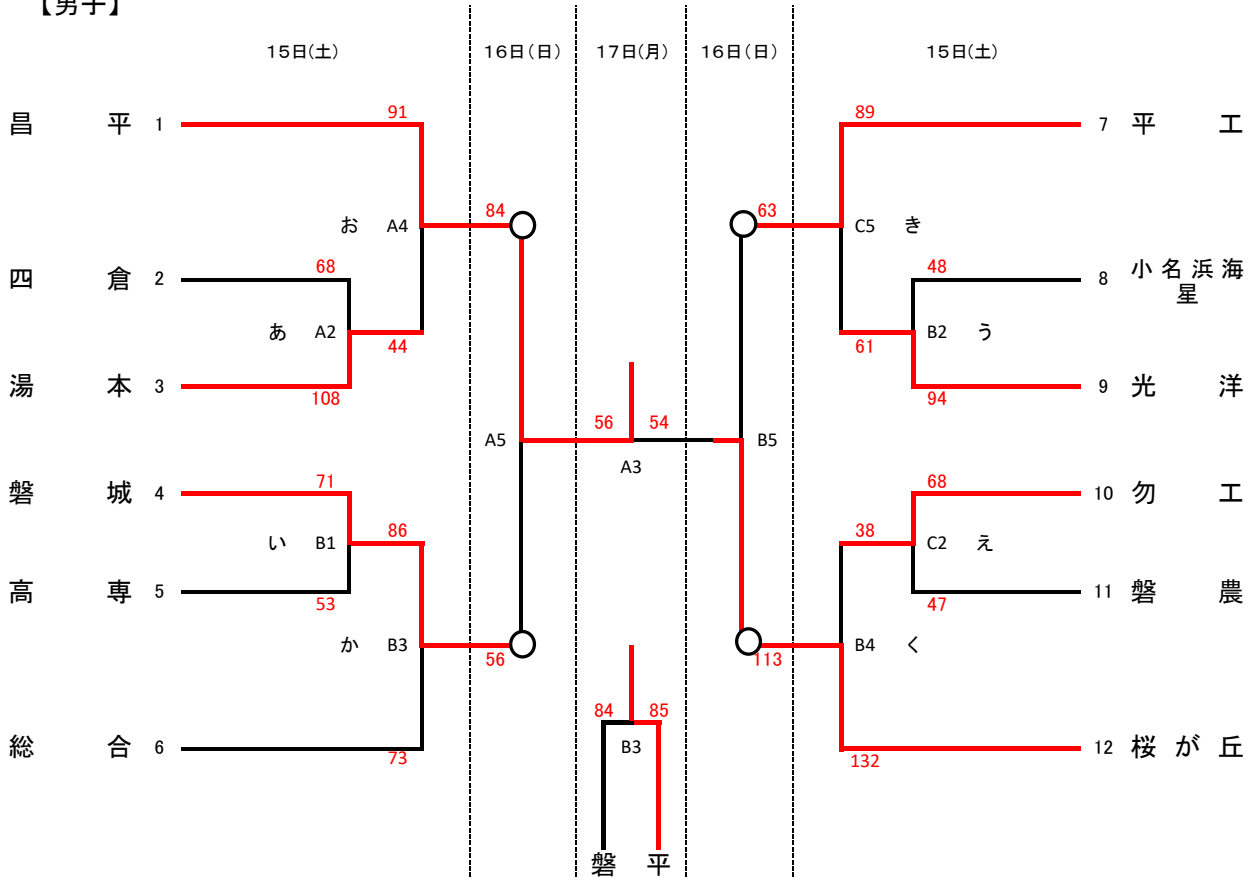 【男子】
15日(土) 16日(日) 17日(月) 16日(日) 15日(土)
91 89
昌 平 1 7 平 工
84 63
お A4 C5 き
68 48
四 倉 2 8 小名浜海星
あ A2 B2 う
44 61
湯 本 3 9 光 洋
108 94
56 54
A5 B5
A3
71 68
磐 城 4 10 勿 工
86 38
い B1 C2 え
高 専 5 11 磐 農
53 47
か B3 B4 く
56 113
84 85
総 合 6 B3 12 桜 が 丘
73 132
磐 平